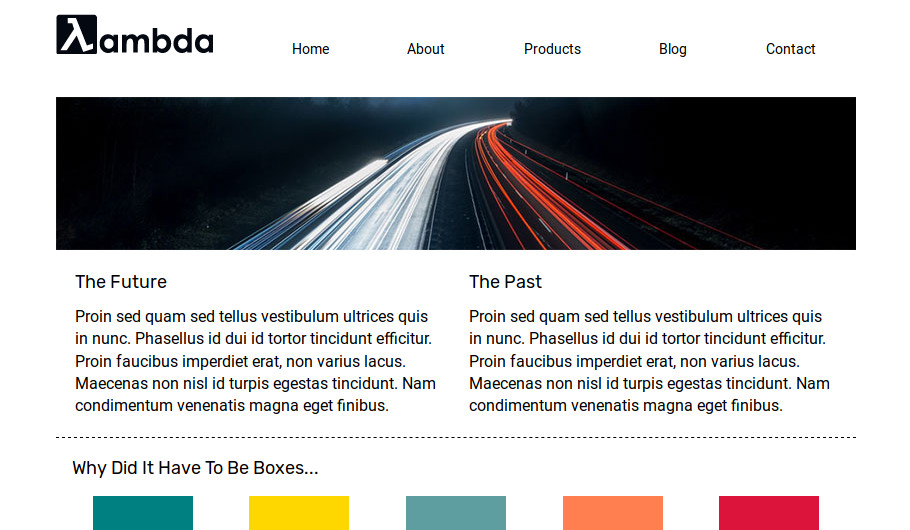 λambda
Home About Products Blog Contact
The Future
Proin sed quam sed tellus vestibulum ultrices quis
in nunc. Phasellus id dui id tortor tincidunt efficitur.
Proin faucibus imperdiet erat, non varius lacus.
Maecenas non nisl id turpis egestas tincidunt. Nam
condimentum venenatis magna eget finibus.
The Past
Proin sed quam sed tellus vestibulum ultrices quis
in nunc. Phasellus id dui id tortor tincidunt efficitur.
Proin faucibus imperdiet erat, non varius lacus.
Maecenas non nisl id turpis egestas tincidunt. Nam
condimentum venenatis magna eget finibus.
Why Did It Have To Be Boxes...